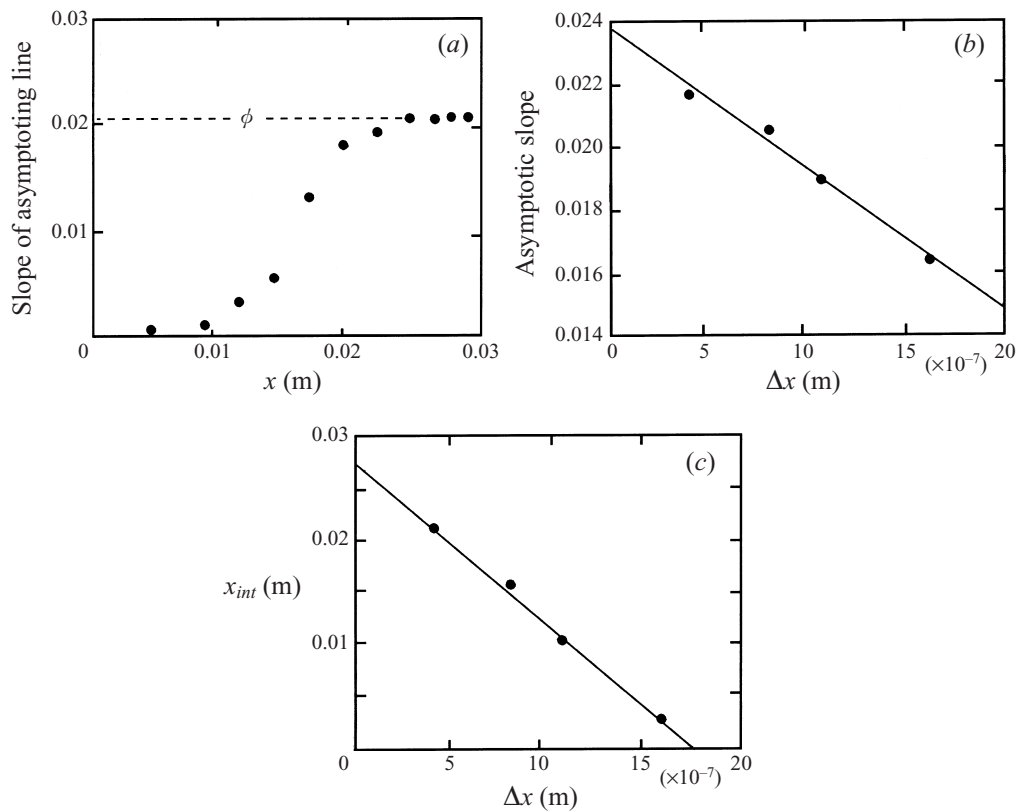 (a)
Slope of asymptoting line
0.03
0.02
0.01
ϕ
0
0.01
0.02
0.03
x (m)
(b)
Asymptotic slope
0.024
0.022
0.020
0.018
0.016
0.014
0
5
10
15
20
(×10⁻⁷)
Δx (m)
(c)
x_int (m)
0.03
0.02
0.01
0
5
10
15
20
(×10⁻⁷)
Δx (m)